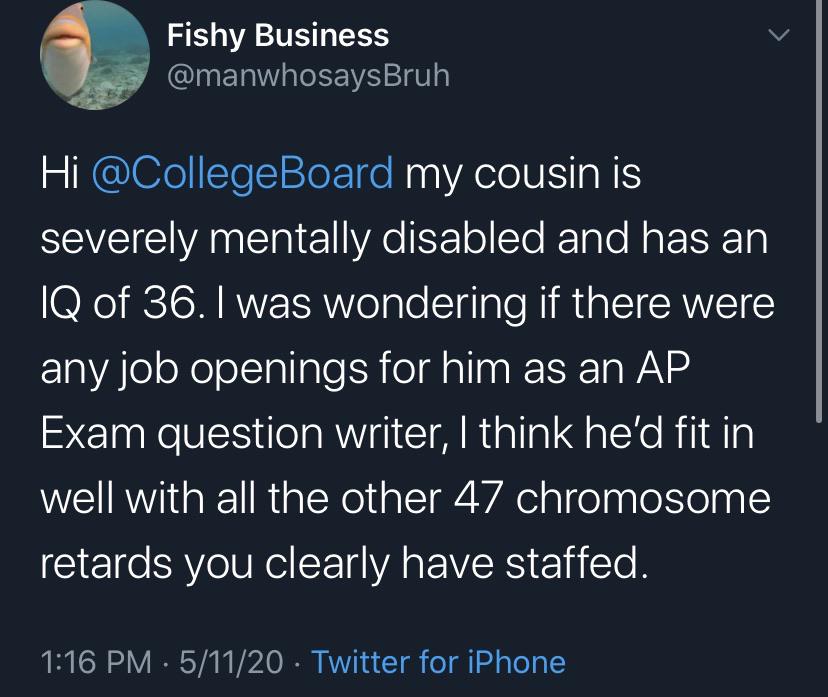 Fishy Business
@manwhosaysBruh
Hi @CollegeBoard my cousin is
severely mentally disabled and has an
IQ of 36. I was wondering if there were
any job openings for him as an AP
Exam question writer, I think he’d fit in
well with all the other 47 chromosome
retards you clearly have staffed.
1:16 PM · 5/11/20 · Twitter for iPhone